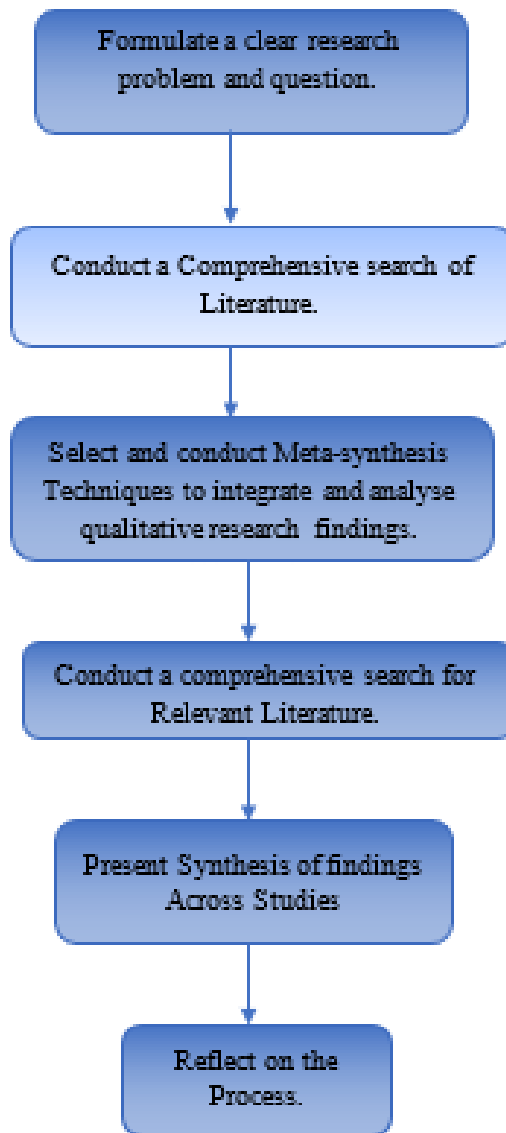 Formulate a clear research
problem and question.
Conduct a Comprehensive search of
Literature.
Select and conduct Meta-synthesis
Techniques to integrate and analyse
qualitative research findings.
Conduct a comprehensive search for
Relevant Literature.
Present Synthesis of findings
Across Studies
Reflect on the
Process.